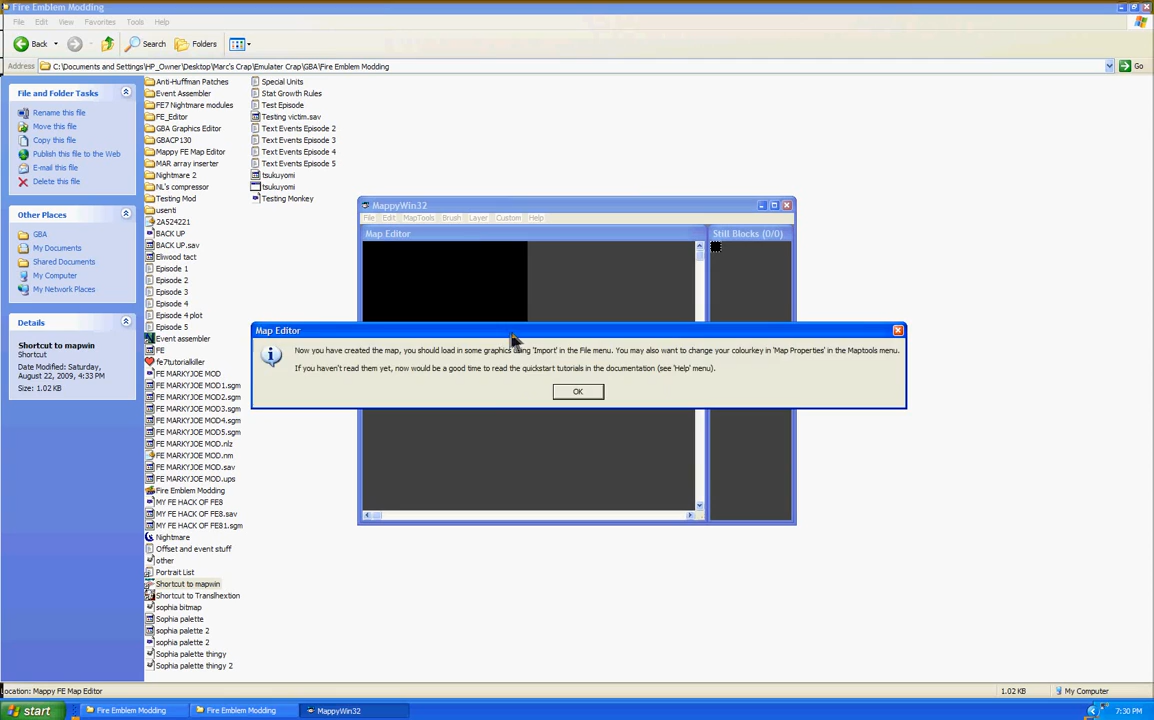 Fire Emblem Modding
File Edit View Favorites Tools Help
Back Search Folders
Address C:\Documents and Settings\HP_Owner\Desktop\Marc's Crap\Emulater Crap\GBA\Fire Emblem Modding Go
File and Folder Tasks
Rename this file
Move this file
Copy this file
Publish this file to the Web
E-mail this file
Delete this file
Other Places
GBA
My Documents
Shared Documents
My Computer
My Network Places
Details
Shortcut to mapwin
Shortcut
Date Modified: Saturday,
August 22, 2009, 4:33 PM
Size: 1.02 KB
Anti-Huffman Patches
Event Assembler
FE7 Nightmare modules
FE_Editor
GBA Graphics Editor
GBACP130
Mappy FE Map Editor
MAR array inserter
Nightmare 2
NL's compressor
Testing Mod
usenti
2A524221
BACK UP
BACK UP.sav
Eliwood tact
Episode 1
Episode 2
Episode 3
Episode 4
Episode 4 plot
Episode 5
Event assembler
FE
fe7tutorialkiller
FE MARKYJOE MOD
FE MARKYJOE MOD1.sgm
FE MARKYJOE MOD2.sgm
FE MARKYJOE MOD3.sgm
FE MARKYJOE MOD4.sgm
FE MARKYJOE MOD5.sgm
FE MARKYJOE MOD.nlz
FE MARKYJOE MOD.nm
FE MARKYJOE MOD.sav
FE MARKYJOE MOD.ups
Fire Emblem Modding
MY FE HACK OF FE8
MY FE HACK OF FE8.sav
MY FE HACK OF FE81.sgm
Nightmare
Offset and event stuff
other
Portrait List
Shortcut to mapwin
Shortcut to Translhextion
sophia bitmap
Sophia palette
sophia palette 2
sophia palette 2
Sophia palette thingy
Sophia palette thingy 2
Special Units
Stat Growth Rules
Test Episode
Testing victim.sav
Text Events Episode 2
Text Events Episode 3
Text Events Episode 4
Text Events Episode 5
tsukuyomi
tsukuyomi
Testing Monkey
MappyWin32
File Edit MapTools Brush Layer Custom Help
Map Editor
Still Blocks (0/0)
Map Editor
Now you have created the map, you should load in some graphics using 'Import' in the File menu. You may also want to change your colourkey in 'Map Properties' in the Maptools menu.
If you haven't read them yet, now would be a good time to read the quickstart tutorials in the documentation (see 'Help' menu).
OK
Location: Mappy FE Map Editor 1.02 KB My Computer
start Fire Emblem Modding Fire Emblem Modding MappyWin32 7:30 PM